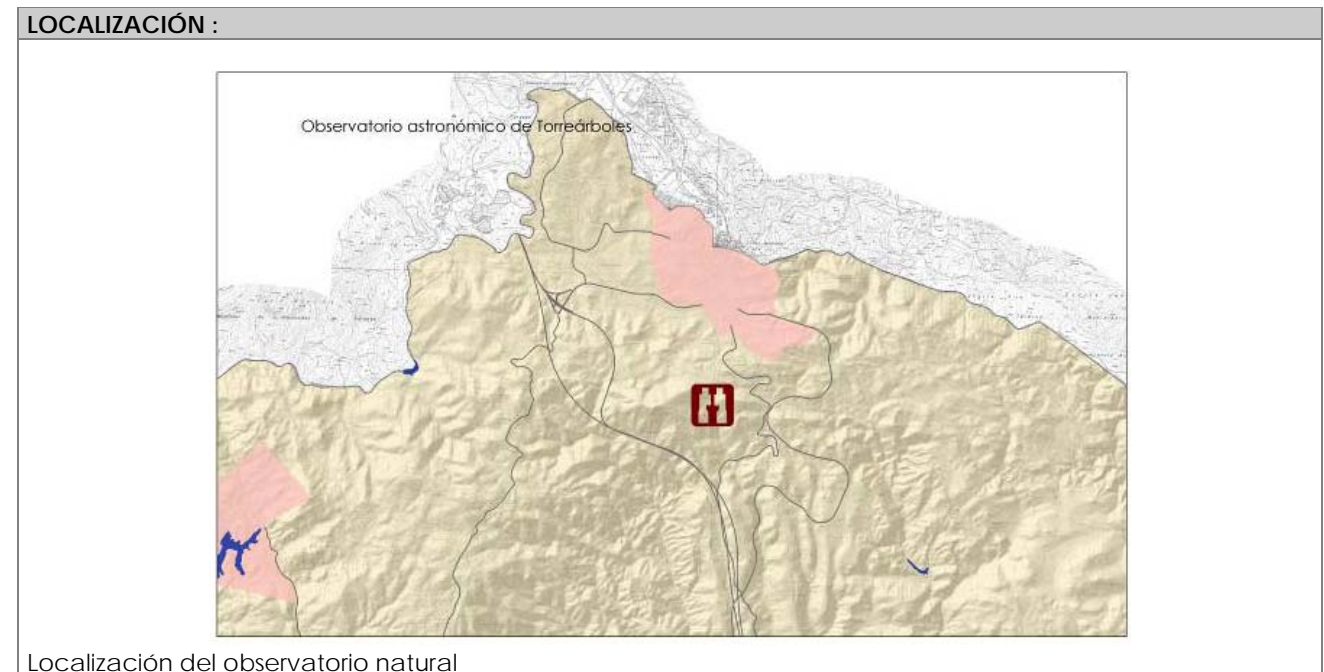 LOCALIZACIÓN :
Observatorio astronómico de Torreárboles
Localización del observatorio natural